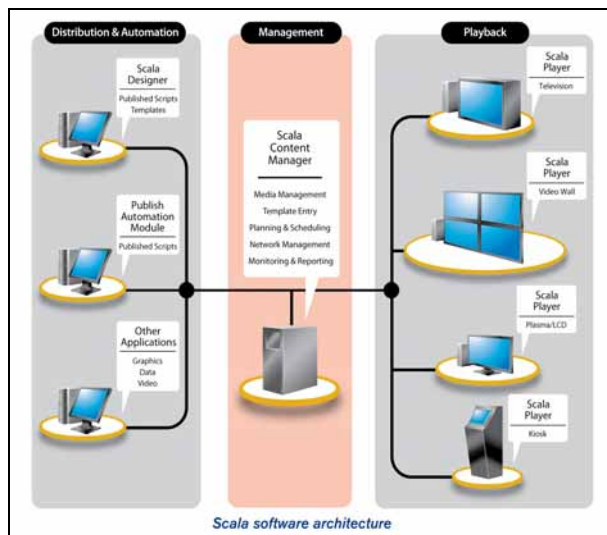 Distribution & Automation
Scala
Designer
Published Scripts
Templates
Publish
Automation
Module
Published Scripts
Other
Applications
Graphics
Data
Video
Management
Scala
Content
Manager
Media Management
Template Entry
Planning & Scheduling
Network Management
Monitoring & Reporting
Playback
Scala
Player
Television
Scala
Player
Video Wall
Scala
Player
Plasma/LCD
Scala
Player
Kiosk
Scala software architecture